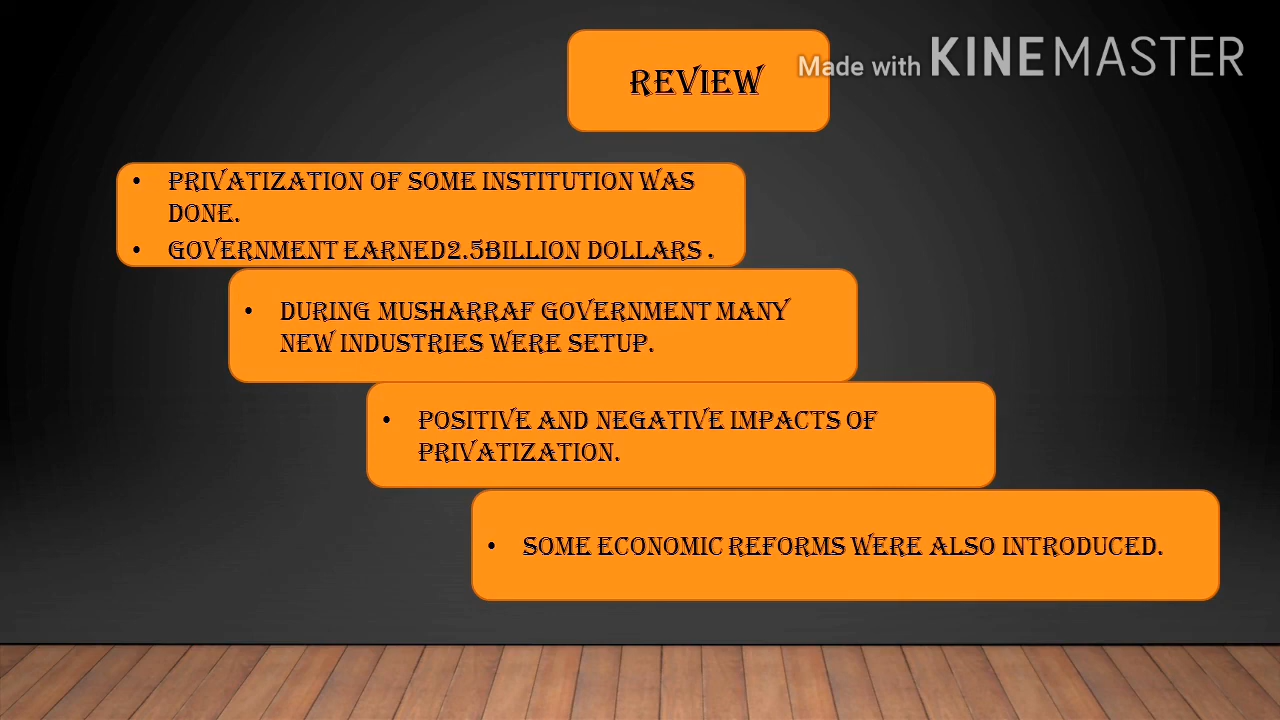 REVIEW
Made with KINEMASTER
• PRIVATIZATION OF SOME INSTITUTION WAS
DONE.
• GOVERNMENT EARNED2.5BILLION DOLLARS .
• DURING MUSHARRAF GOVERNMENT MANY
NEW INDUSTRIES WERE SETUP.
• POSITIVE AND NEGATIVE IMPACTS OF
PRIVATIZATION.
• SOME ECONOMIC REFORMS WERE ALSO INTRODUCED.